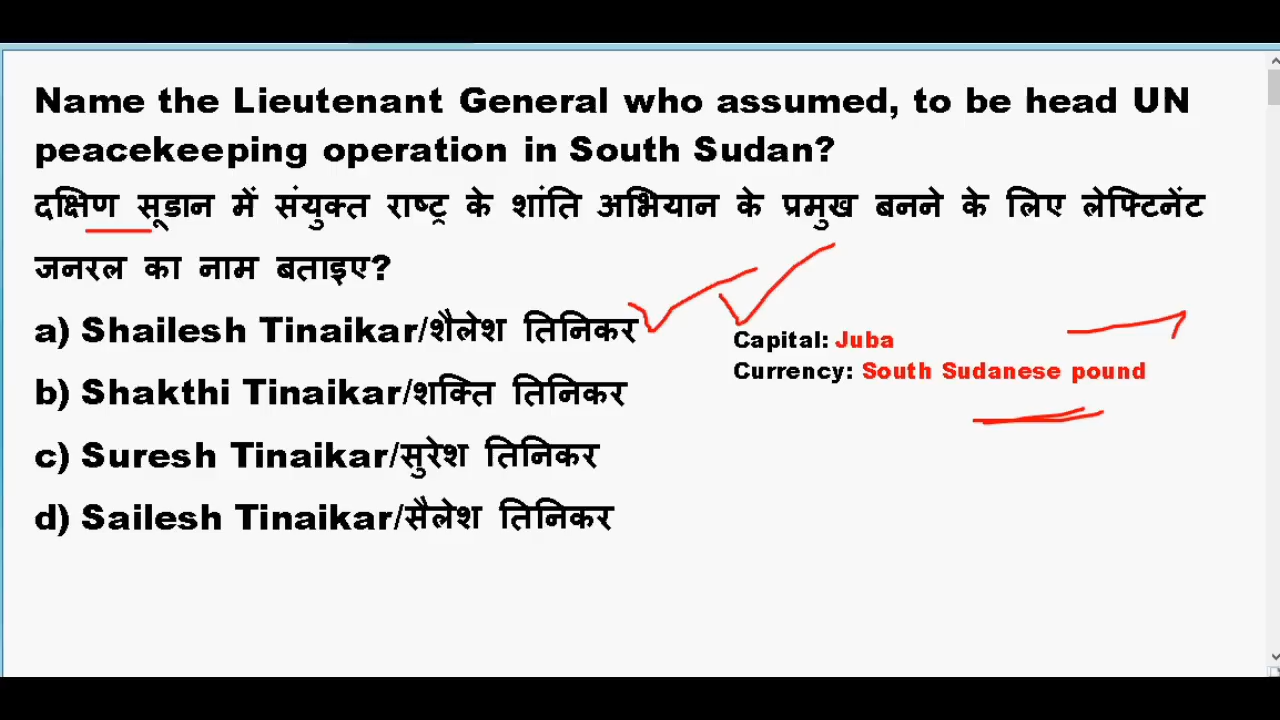 Name the Lieutenant General who assumed, to be head UN
peacekeeping operation in South Sudan?
दक्षिण सूडान में संयुक्त राष्ट्र के शांति अभियान के प्रमुख बनने के लिए लेफ्टिनेंट
जनरल का नाम बताइए?
a) Shailesh Tinaikar/शैलेश तिनिकर
Capital: Juba
Currency: South Sudanese pound
b) Shakthi Tinaikar/शक्ति तिनिकर
c) Suresh Tinaikar/सुरेश तिनिकर
d) Sailesh Tinaikar/सैलेश तिनिकर